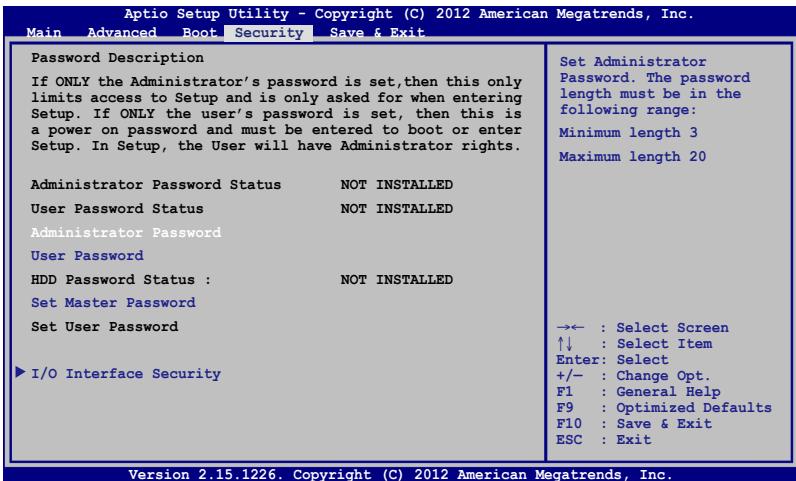 Aptio Setup Utility - Copyright (C) 2012 American Megatrends, Inc.
Main Advanced Boot Security Save & Exit
Password Description
If ONLY the Administrator's password is set,then this only
limits access to Setup and is only asked for when entering
Setup. If ONLY the user's password is set, then this is
a power on password and must be entered to boot or enter
Setup. In Setup, the User will have Administrator rights.
Administrator Password Status NOT INSTALLED
User Password Status NOT INSTALLED
Administrator Password
User Password
HDD Password Status : NOT INSTALLED
Set Master Password
Set User Password
I/O Interface Security
Set Administrator
Password. The password
length must be in the
following range:
Minimum length 3
Maximum length 20
→← : Select Screen
↑↓ : Select Item
Enter: Select
+/— : Change Opt.
F1 : General Help
F9 : Optimized Defaults
F10 : Save & Exit
ESC : Exit
Version 2.15.1226. Copyright (C) 2012 American Megatrends, Inc.